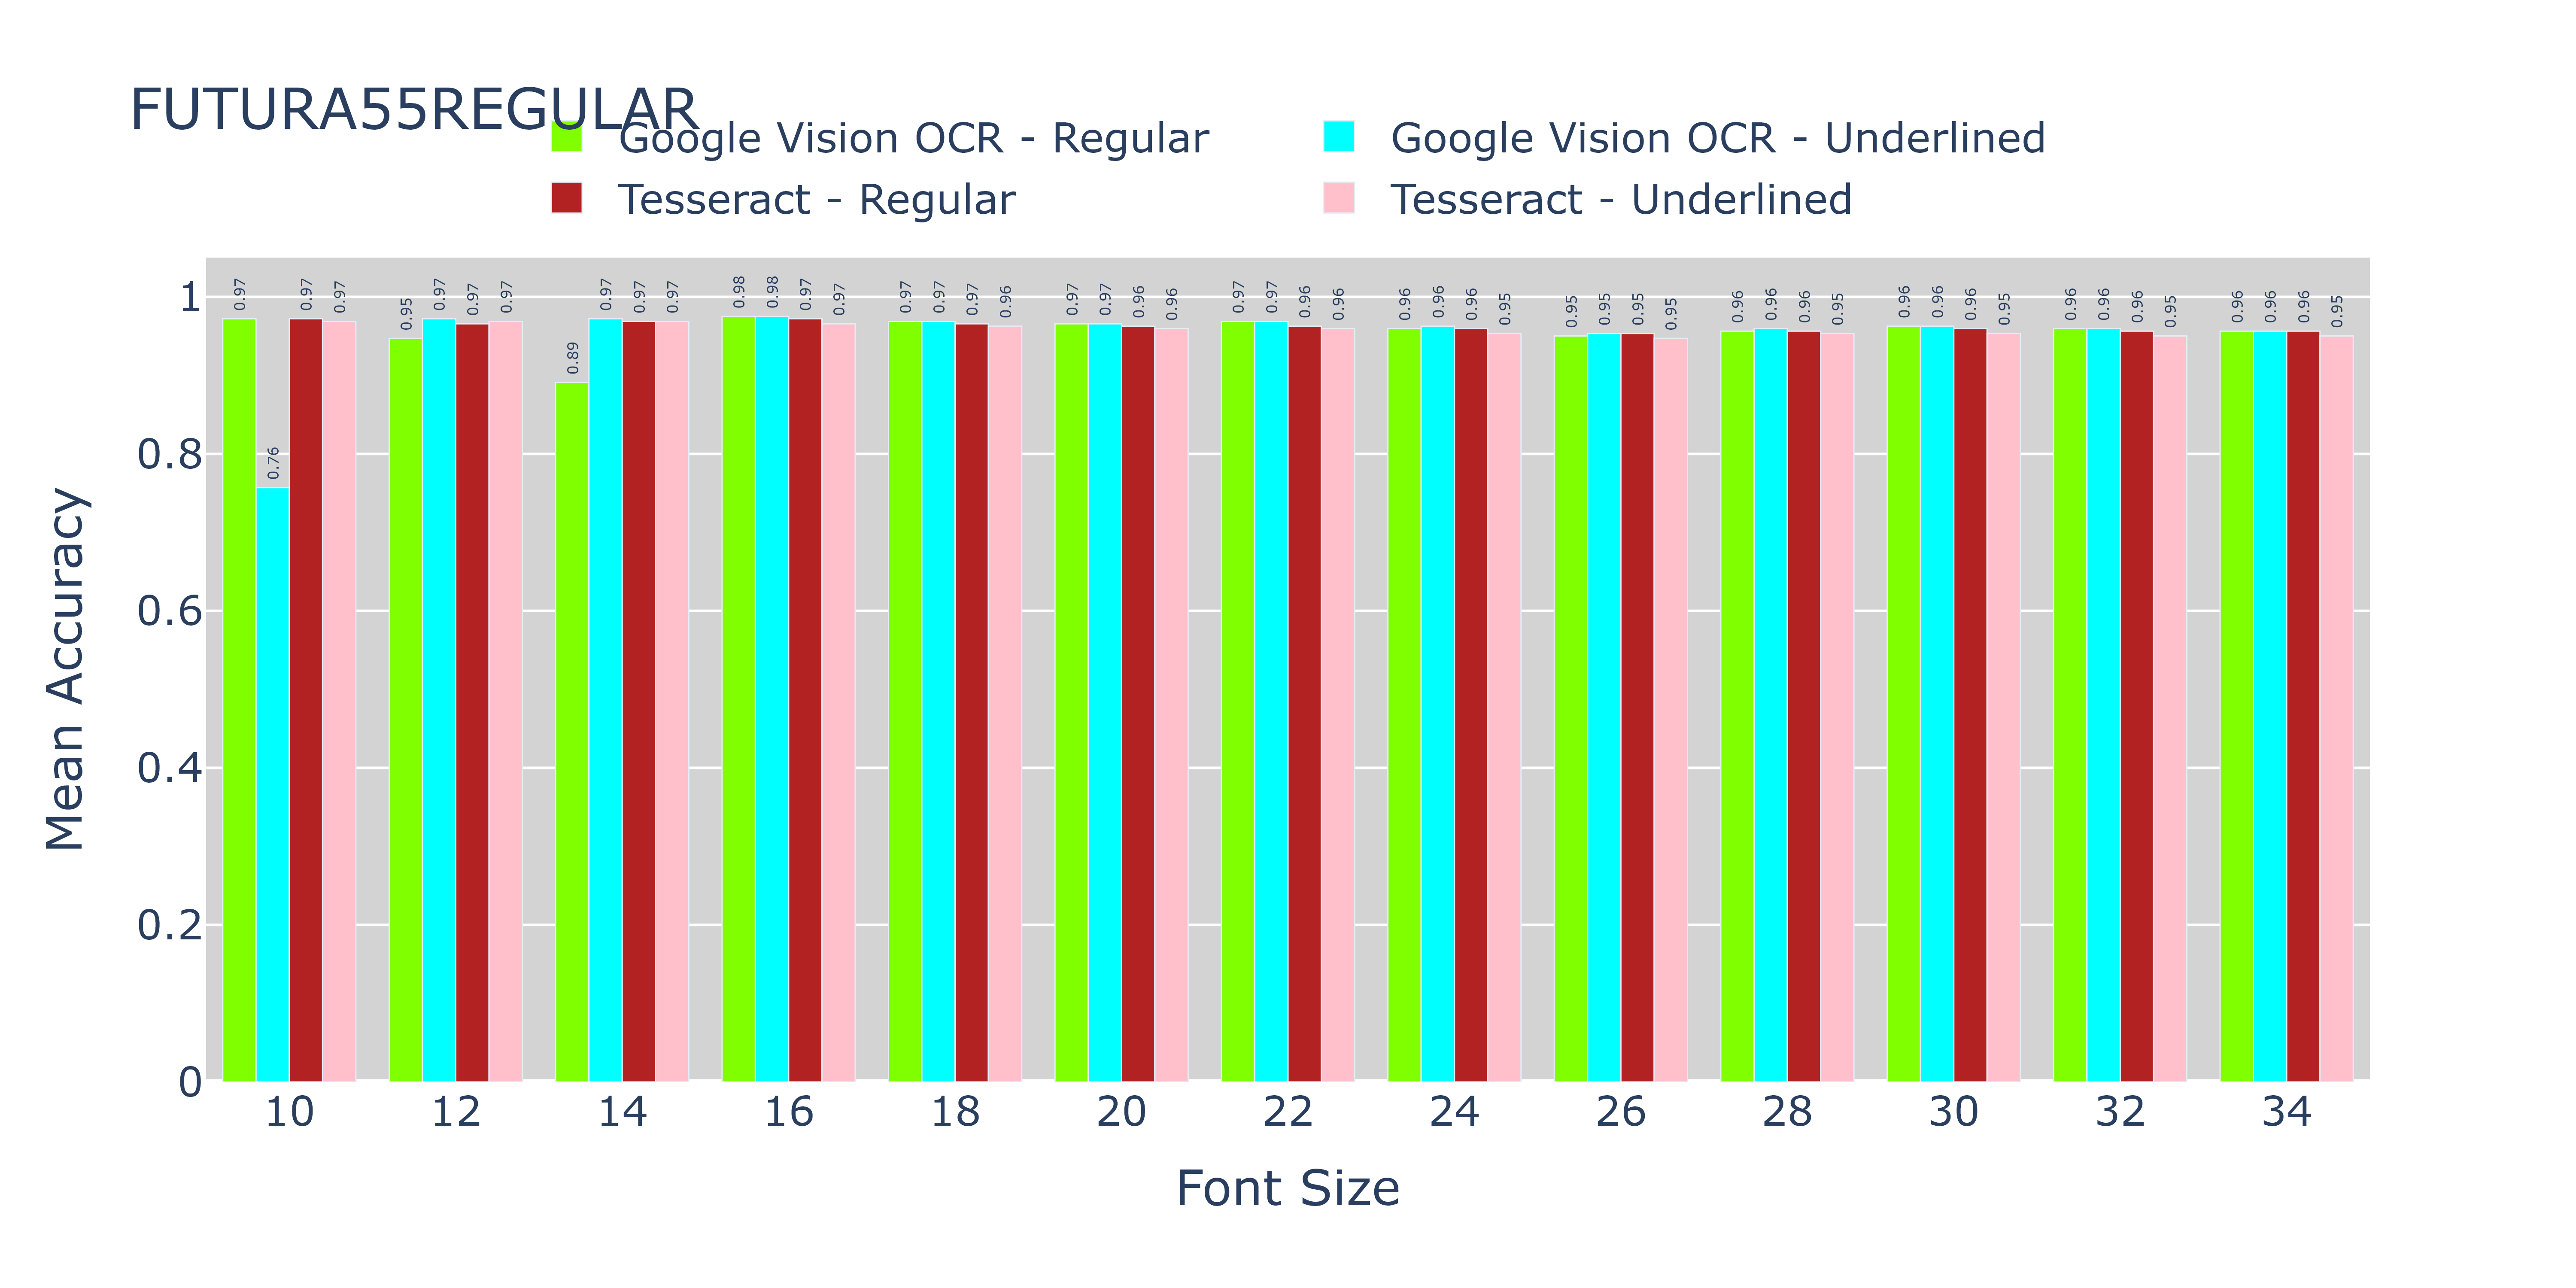 FUTURA55REGULAR
Google Vision OCR - Regular
Google Vision OCR - Underlined
Tesseract - Regular
Tesseract - Underlined
0.97 0.76 0.97 0.97 0.95 0.97 0.97 0.97 0.89 0.97 0.97 0.97 0.98 0.98 0.97 0.97 0.97 0.97 0.97 0.96 0.97 0.97 0.96 0.96 0.97 0.97 0.96 0.96 0.96 0.96 0.96 0.95 0.95 0.95 0.95 0.95 0.96 0.96 0.96 0.95 0.96 0.96 0.96 0.95 0.96 0.96 0.96 0.95 0.96 0.96 0.96 0.95
1
0.8
0.6
0.4
0.2
0
Mean Accuracy
10 12 14 16 18 20 22 24 26 28 30 32 34
Font Size